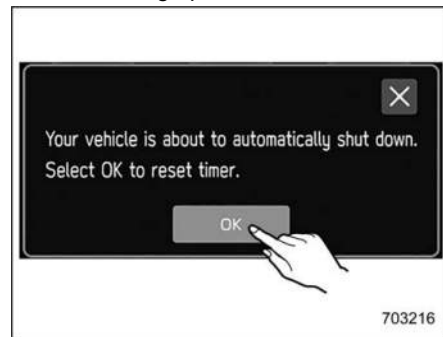 Your vehicle is about to automatically shut down.
Select OK to reset timer.
OK
703216